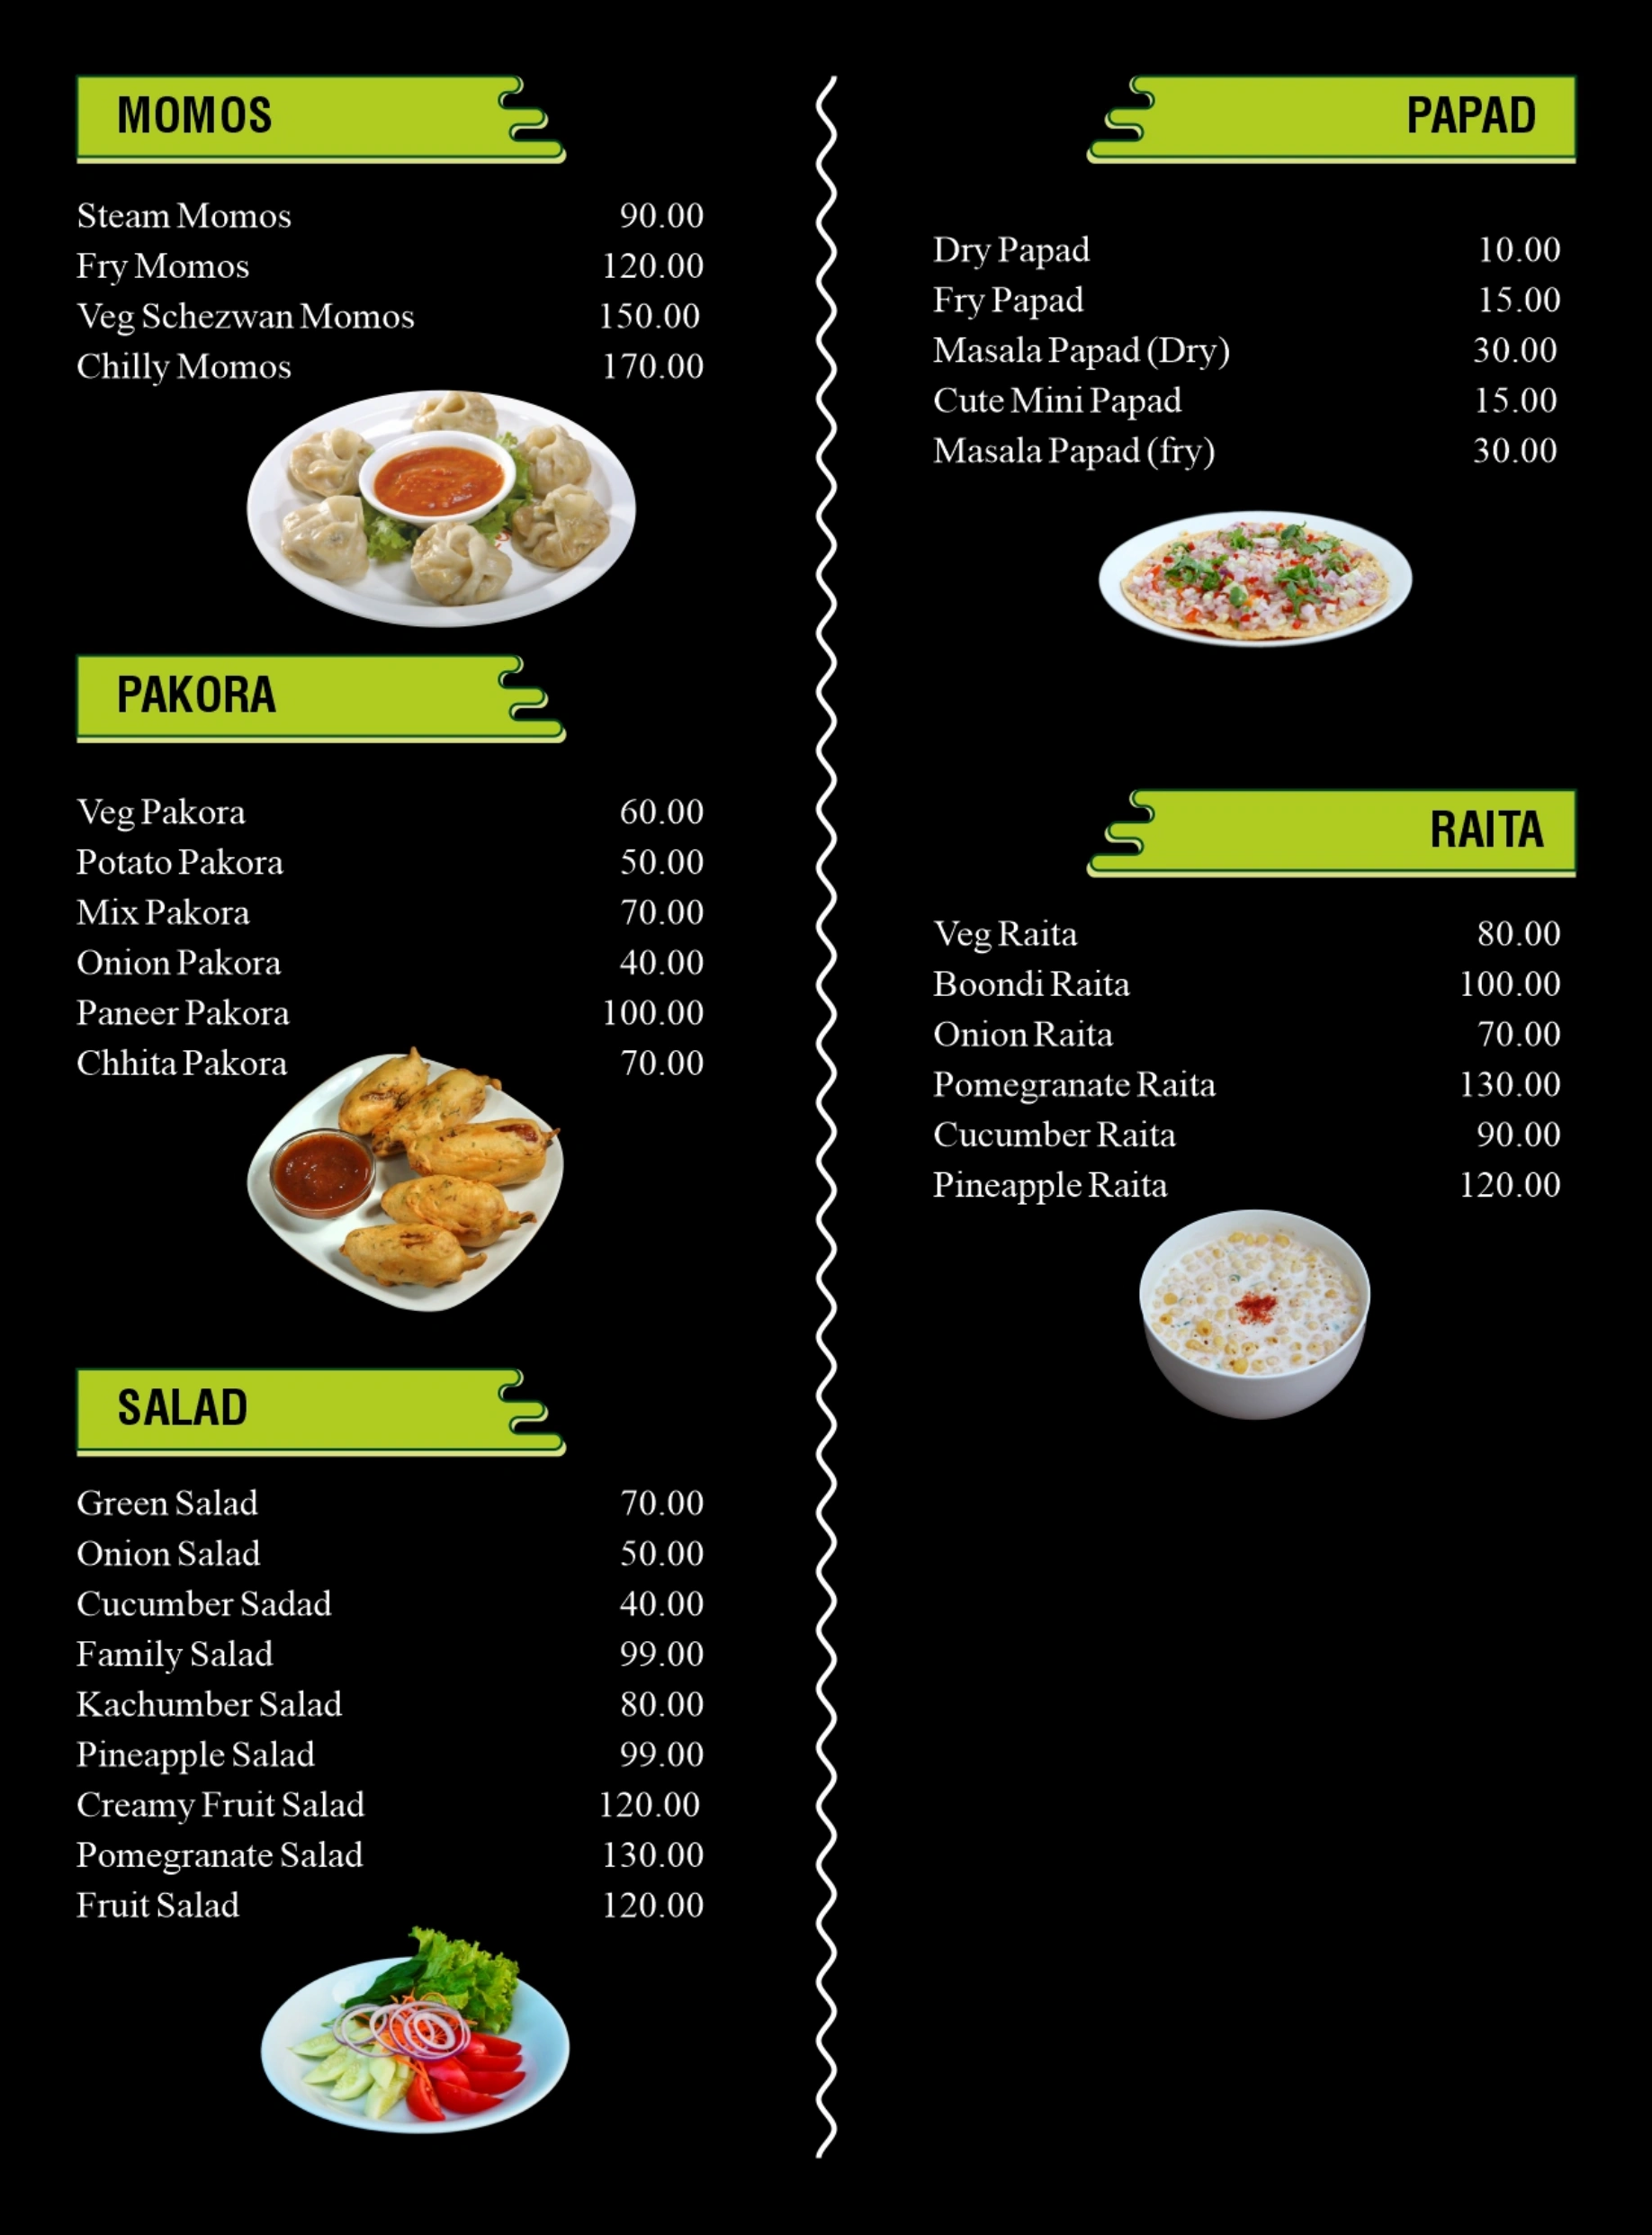 MOMOS
Steam Momos 90.00
Fry Momos 120.00
Veg Schezwan Momos 150.00
Chilly Momos 170.00
PAKORA
Veg Pakora 60.00
Potato Pakora 50.00
Mix Pakora 70.00
Onion Pakora 40.00
Paneer Pakora 100.00
Chhita Pakora 70.00
SALAD
Green Salad 70.00
Onion Salad 50.00
Cucumber Sadad 40.00
Family Salad 99.00
Kachumber Salad 80.00
Pineapple Salad 99.00
Creamy Fruit Salad 120.00
Pomegranate Salad 130.00
Fruit Salad 120.00
PAPAD
Dry Papad 10.00
Fry Papad 15.00
Masala Papad (Dry) 30.00
Cute Mini Papad 15.00
Masala Papad (fry) 30.00
RAITA
Veg Raita 80.00
Boondi Raita 100.00
Onion Raita 70.00
Pomegranate Raita 130.00
Cucumber Raita 90.00
Pineapple Raita 120.00